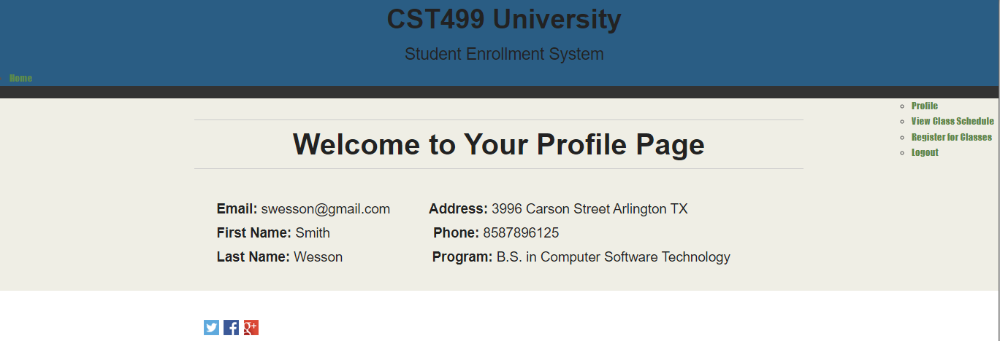 CST499 University
Student Enrollment System
Home
Profile
View Class Schedule
Register for Classes
Logout
Welcome to Your Profile Page
Email: swesson@gmail.com Address: 3996 Carson Street Arlington TX
First Name: Smith Phone: 8587896125
Last Name: Wesson Program: B.S. in Computer Software Technology
g+